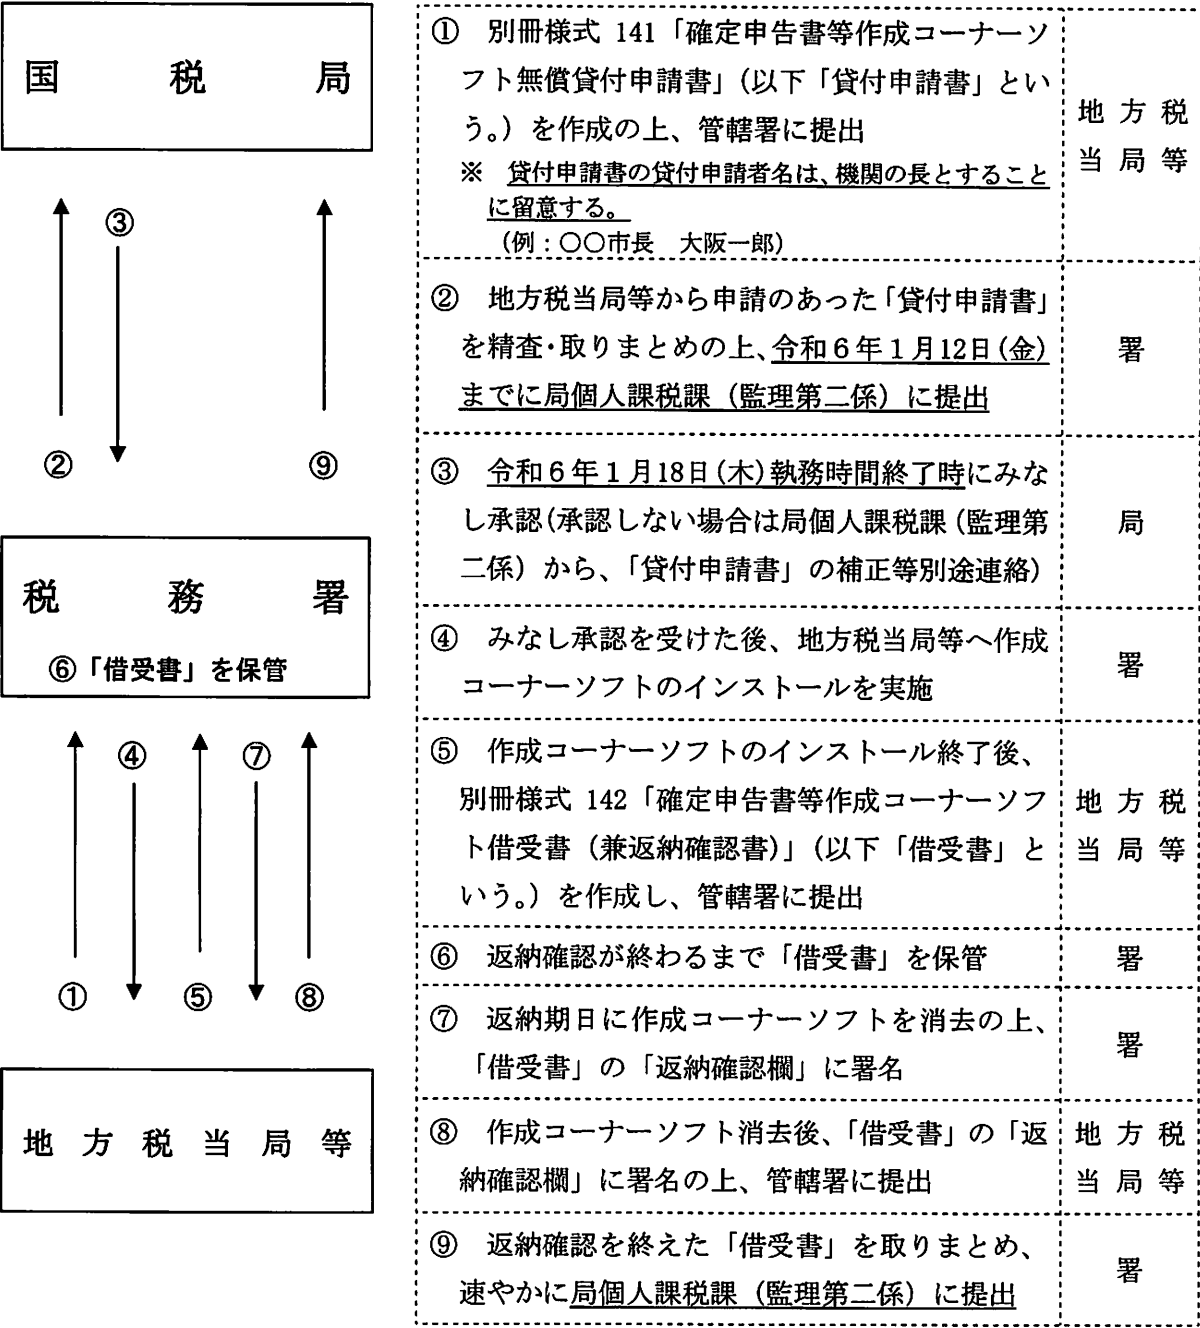 国税局
③
②
⑨
税務署
⑥「借受書」を保管
④
⑦
①
⑤
⑧
地方税当局等
① 別冊様式 141「確定申告書等作成コーナーソ
フト無償貸付申請書」(以下「貸付申請書」とい
う。)を作成の上、管轄署に提出
※ 貸付申請書の貸付申請者名は、機関の長とすること
に留意する。
(例：〇〇市長 大阪一郎)
地方税
当局等
② 地方税当局等から申請のあった「貸付申請書」
を精査・取りまとめの上、令和6年1月12日(金)
までに局個人課税課（監理第二係）に提出
署
③ 令和6年1月18日(木)執務時間終了時にみな
し承認(承認しない場合は局個人課税課(監理第
二係）から、「貸付申請書」の補正等別途連絡)
局
④ みなし承認を受けた後、地方税当局等へ作成
コーナーソフトのインストールを実施
署
⑤ 作成コーナーソフトのインストール終了後、
別冊様式 142「確定申告書等作成コーナーソフ
ト借受書（兼返納確認書)」(以下「借受書」と
いう。)を作成し、管轄署に提出
地方税
当局等
⑥ 返納確認が終わるまで「借受書」を保管
署
⑦ 返納期日に作成コーナーソフトを消去の上、
「借受書」の「返納確認欄」に署名
署
⑧ 作成コーナーソフト消去後、「借受書」の「返
納確認欄」に署名の上、管轄署に提出
地方税
当局等
⑨ 返納確認を終えた「借受書」を取りまとめ、
速やかに局個人課税課（監理第二係）に提出
署